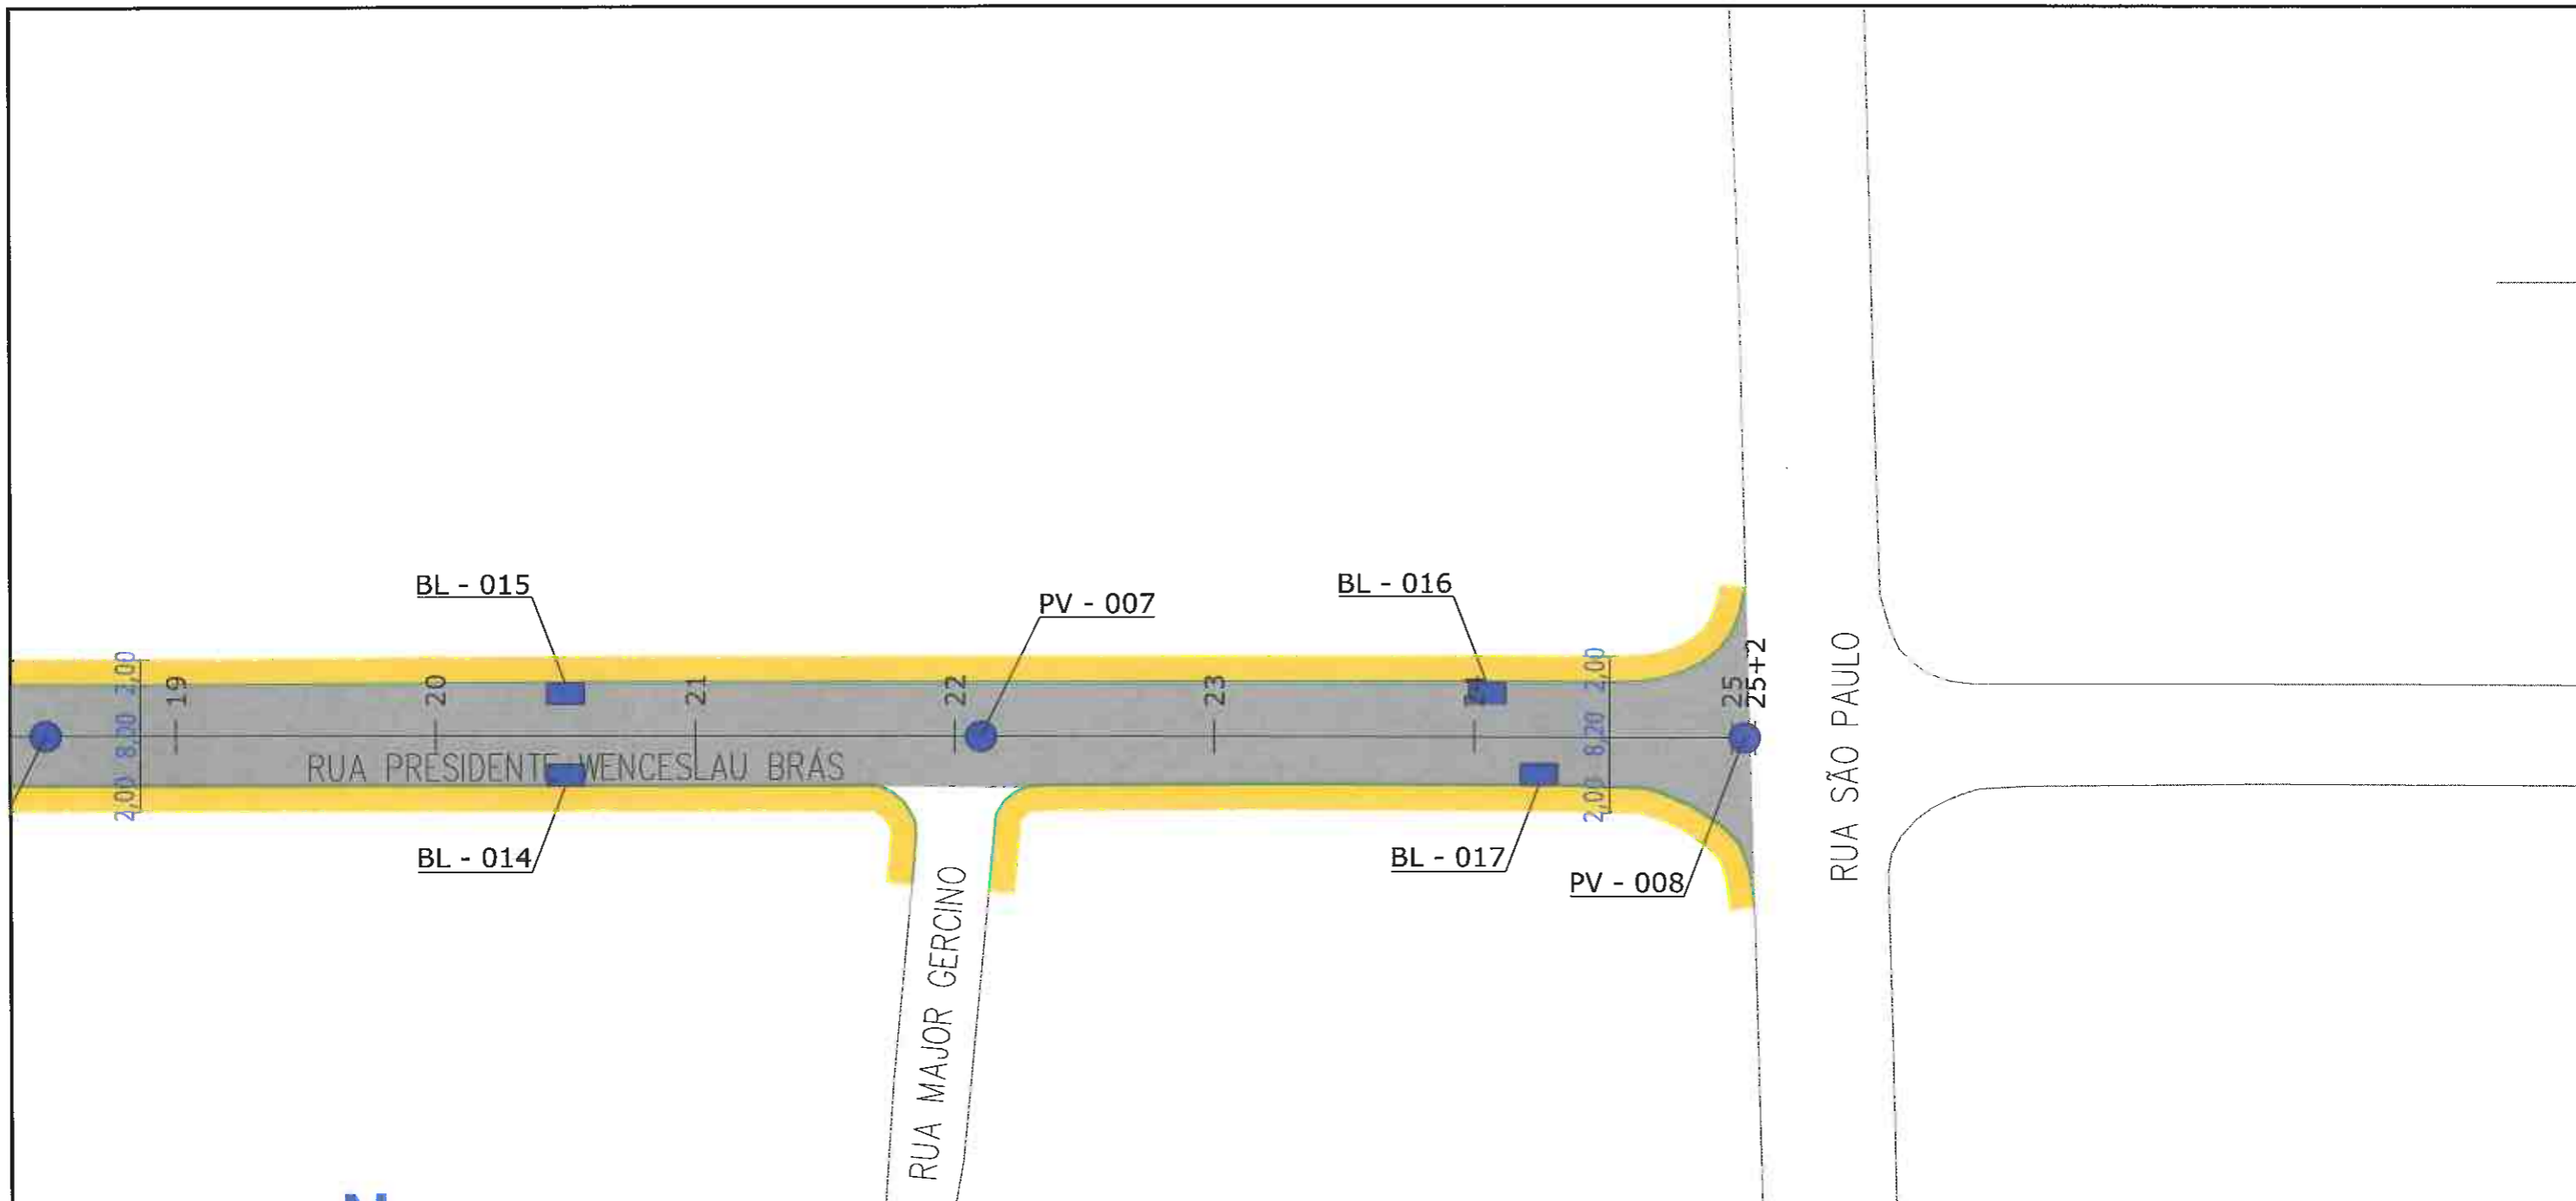 BL - 015
PV - 007
BL - 016
2,00
8,00
2,00
19
20
21
22
23
25
25+2
2,00
8,20
2,00
RUA PRESIDENTE WENCESLAU BRÁS
RUA SÃO PAULO
BL - 014
BL - 017
PV - 008
RUA MAJOR GERCINO